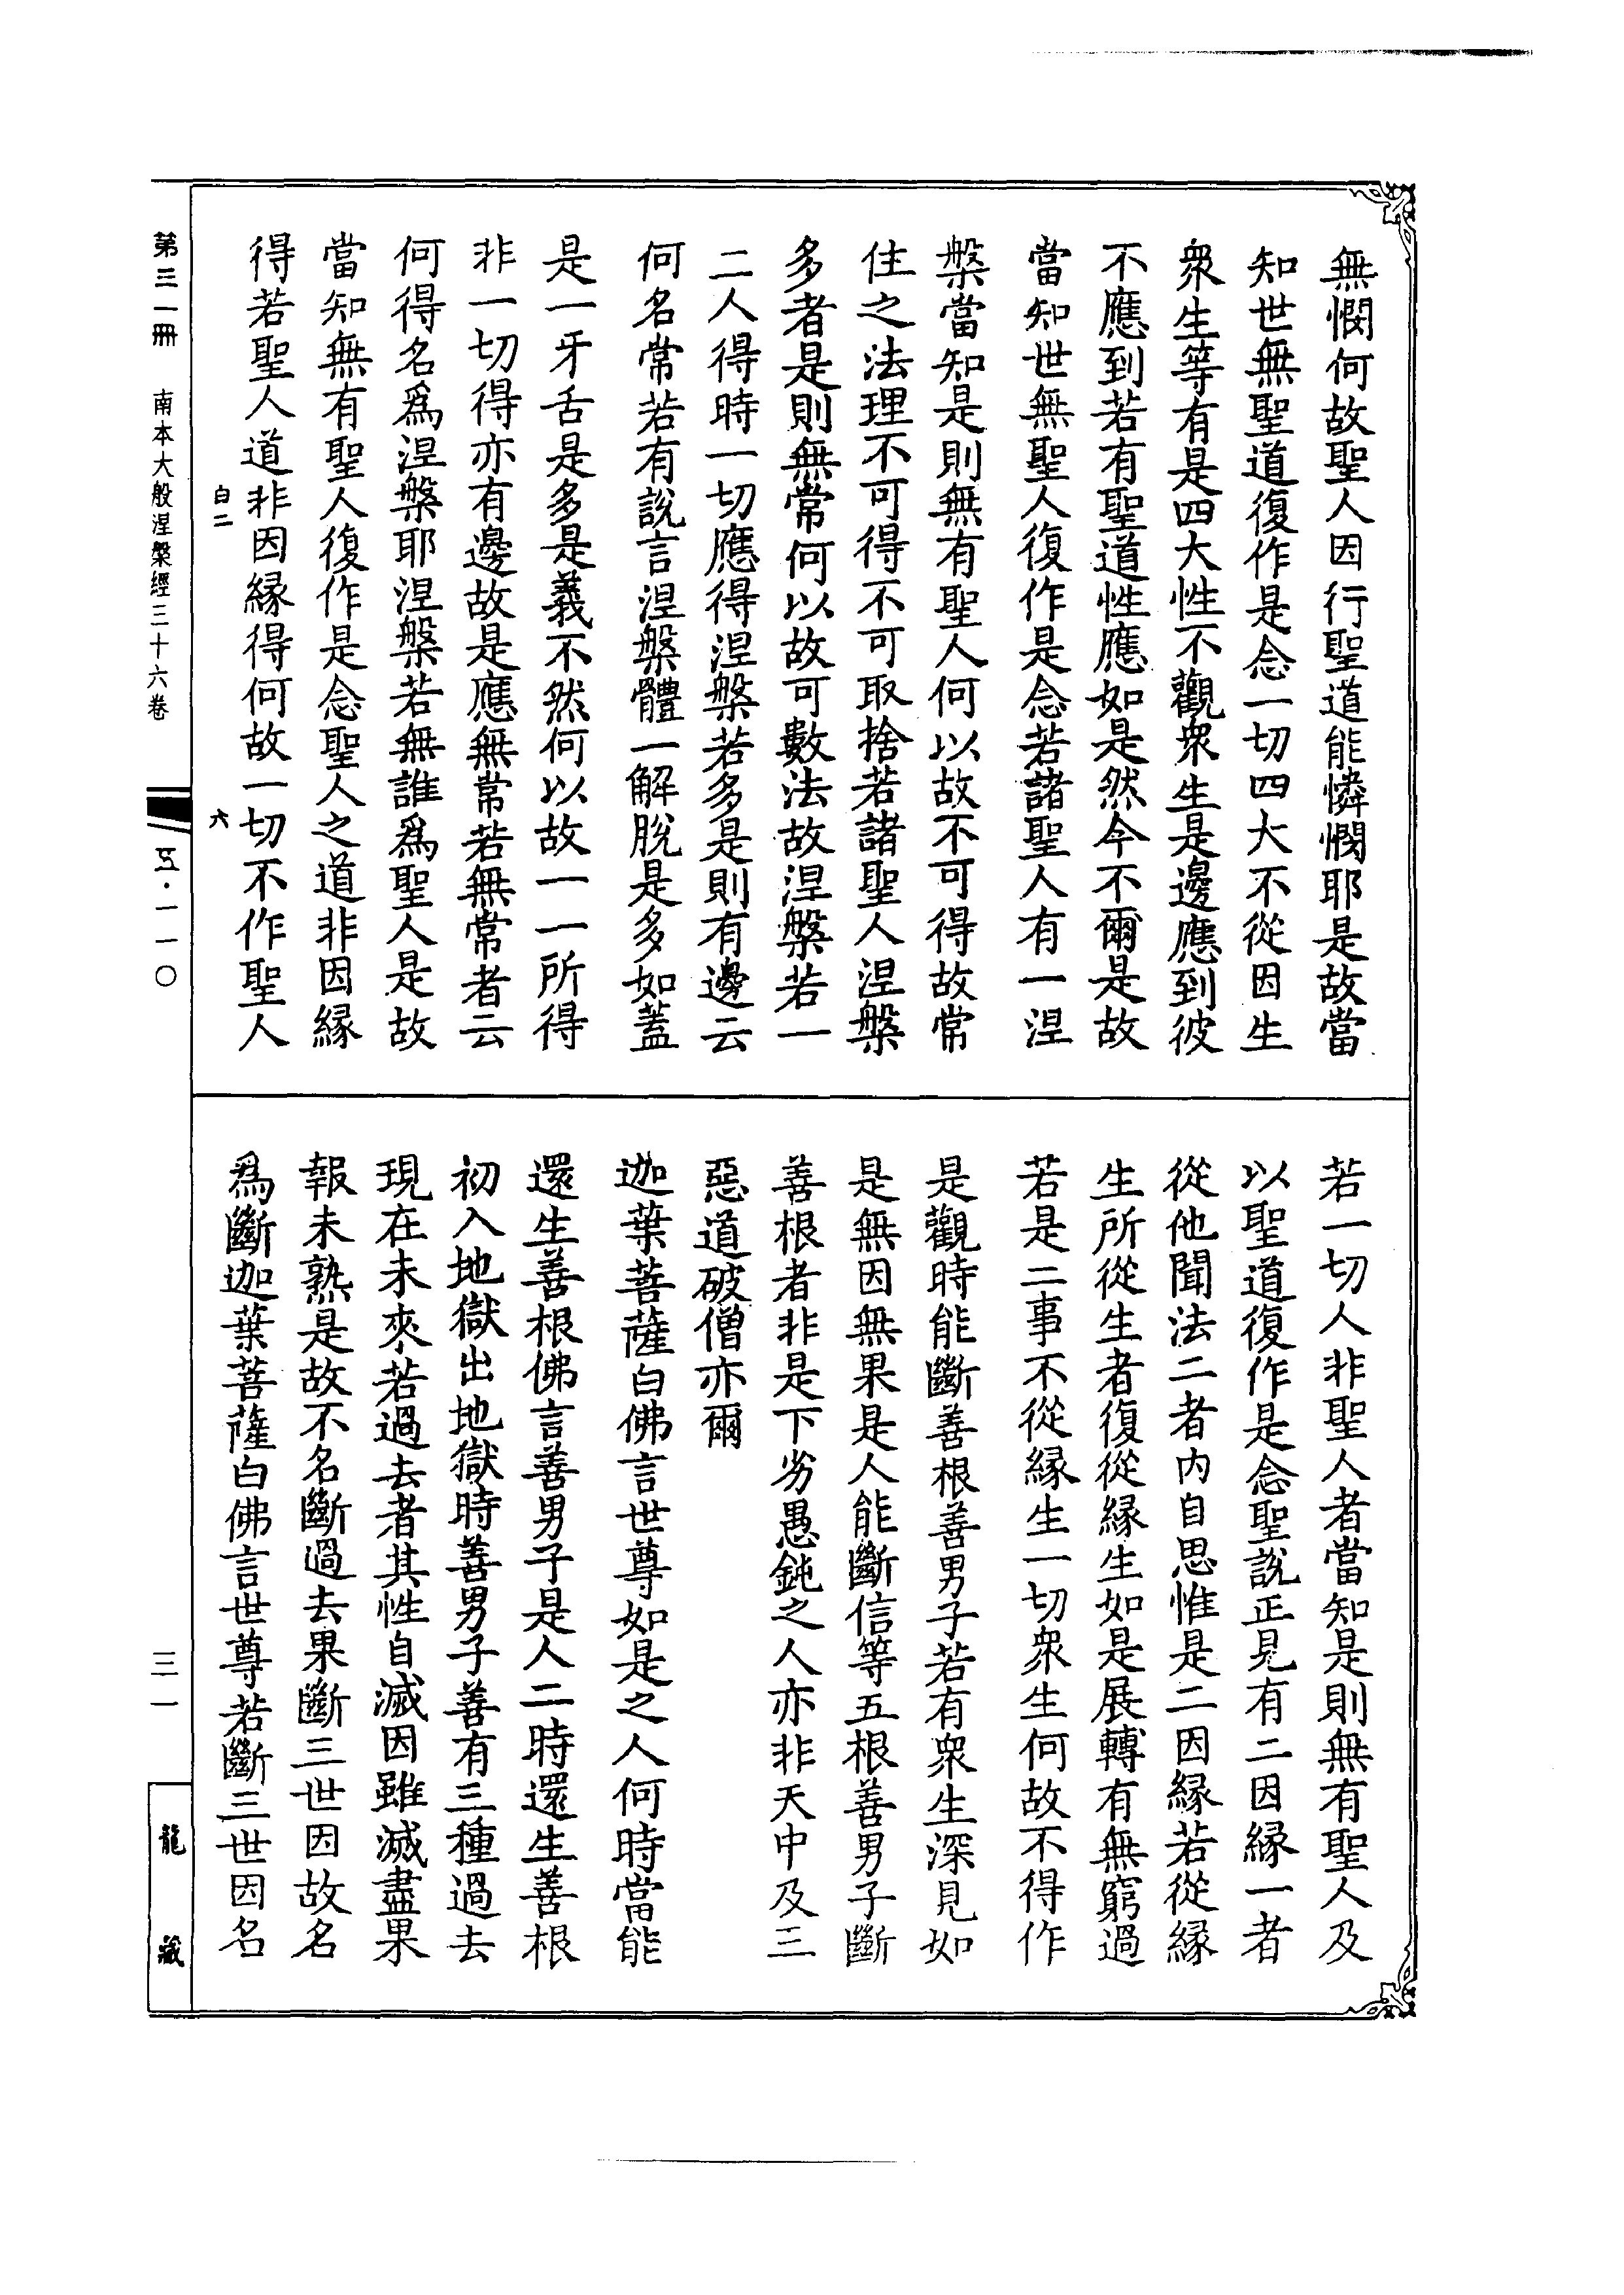 無憫何故聖人因行聖道能憐憫耶是故當
知世無聖道復作是念一切四大不從因生
衆生等有是四大性不觀衆生是邊應到彼
不應到若有聖道性應如是然今不爾是故
當知世無聖人復作是念若諸聖人有一涅
槃當知是則無有聖人何以故不可得故常
住之法理不可得不可取捨若諸聖人涅槃
多者是則無常何以故可數法故涅槃若一
二人得時一切應得涅槃若多是則有邊云
何名常若有說言涅槃體一解脫是多如蓋
是一牙舌是多是義不然何以故一一所得
非一切得亦有邊故是應無常若無常者云
何得名爲涅槃耶涅槃若無誰爲聖人是故
當知無有聖人復作是念聖人之道非因緣
得若聖人道非因緣得何故一切不作聖人
白二
六
若一切人非聖人者當知是則無有聖人及
以聖道復作是念聖說正見有二因緣一者
從他聞法二者内自思惟是二因緣若從緣
生所從生者復從緣生如是展轉有無窮過
若是二事不從緣生一切衆生何故不得作
是觀時能斷善根善男子若有衆生深見如
是無因無果是人能斷信等五根善男子斷
善根者非是下劣愚鈍之人亦非天中及三
惡道破僧亦爾
迦葉菩薩白佛言世尊如是之人何時當能
還生善根佛言善男子是人二時還生善根
初入地獄出地獄時善男子善有三種過去
現在未來若過去者其性自滅因雖滅盡果
報未熟是故不名斷過去果斷三世因故名
爲斷迦葉菩薩白佛言世尊若斷三世因名
第三一冊 南本大般涅槃經三十六卷
五·一一〇
三一
龍藏